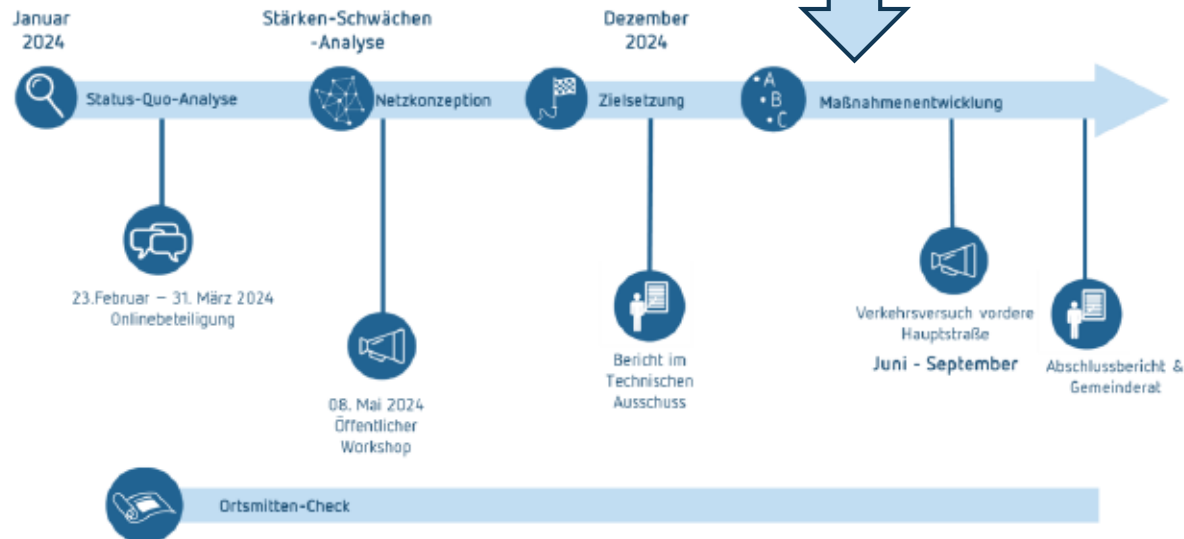 Januar
2024
Stärken-Schwächen
-Analyse
Dezember
2024
Status-Quo-Analyse
Netzkonzeption
Zielsetzung
• A
• B
• C
Maßnahmenentwicklung
23.Februar – 31. März 2024
Onlinebeteiligung
08. Mai 2024
Öffentlicher
Workshop
Bericht im
Technischen
Ausschuss
Verkehrsversuch vordere
Hauptstraße
Juni - September
Abschlussbericht &
Gemeinderat
Ortsmitten-Check